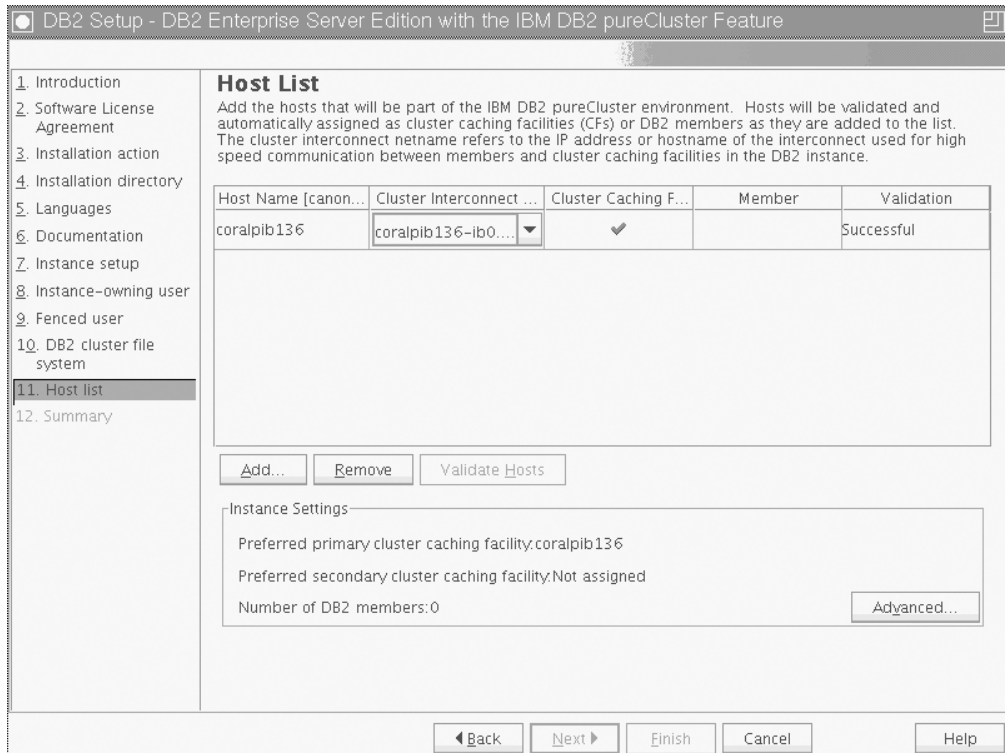 DB2 Setup - DB2 Enterprise Server Edition with the IBM DB2 pureCluster Feature
1. Introduction
2. Software License
Agreement
3. Installation action
4. Installation directory
5. Languages
6. Documentation
7. Instance setup
8. Instance-owning user
9. Fenced user
10. DB2 cluster file
system
11. Host list
12. Summary
Host List
Add the hosts that will be part of the IBM DB2 pureCluster environment. Hosts will be validated and
automatically assigned as cluster caching facilities (CFs) or DB2 members as they are added to the list.
The cluster interconnect netname refers to the IP address or hostname of the interconnect used for high
speed communication between members and cluster caching facilities in the DB2 instance.
Host Name [canon... Cluster Interconnect ... Cluster Caching F... Member Validation
coralpib136 coralpib136-ib0.... Successful
Add... Remove Validate Hosts
Instance Settings
Preferred primary cluster caching facility:coralpib136
Preferred secondary cluster caching facility:Not assigned
Number of DB2 members:0
Advanced...
Back Next Finish Cancel Help